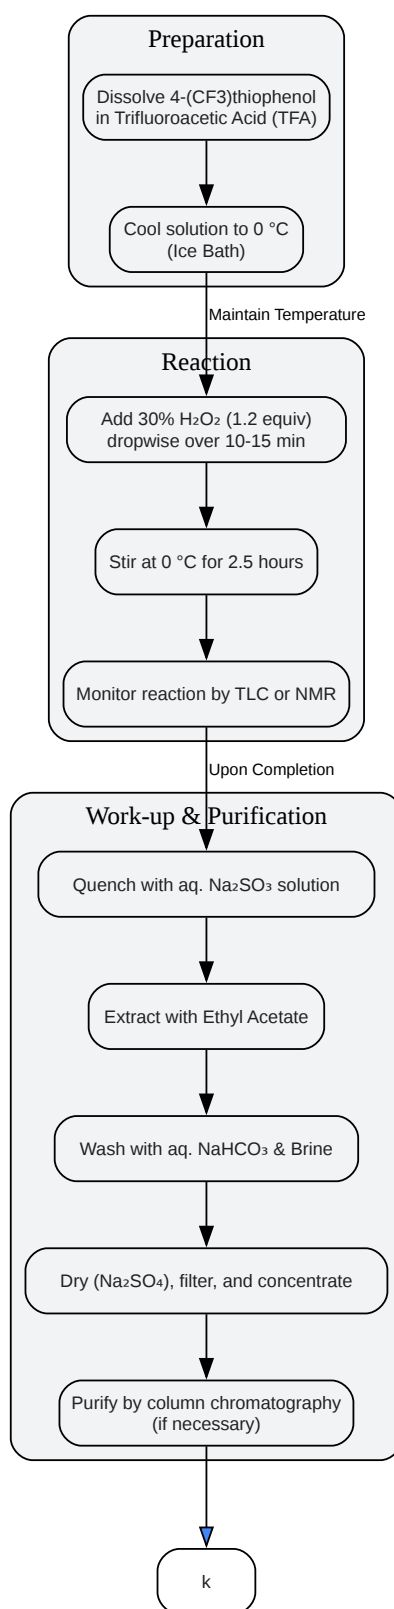 Preparation
Dissolve 4-(CF3)thiophenol
in Trifluoroacetic Acid (TFA)
Cool solution to 0 °C
(Ice Bath)
Maintain Temperature
Reaction
Add 30% H₂O₂ (1.2 equiv)
dropwise over 10-15 min
Stir at 0 °C for 2.5 hours
Monitor reaction by TLC or NMR
Upon Completion
Work-up & Purification
Quench with aq. Na₂SO₃ solution
Extract with Ethyl Acetate
Wash with aq. NaHCO₃ & Brine
Dry (Na₂SO₄), filter, and concentrate
Purify by column chromatography
(if necessary)
k